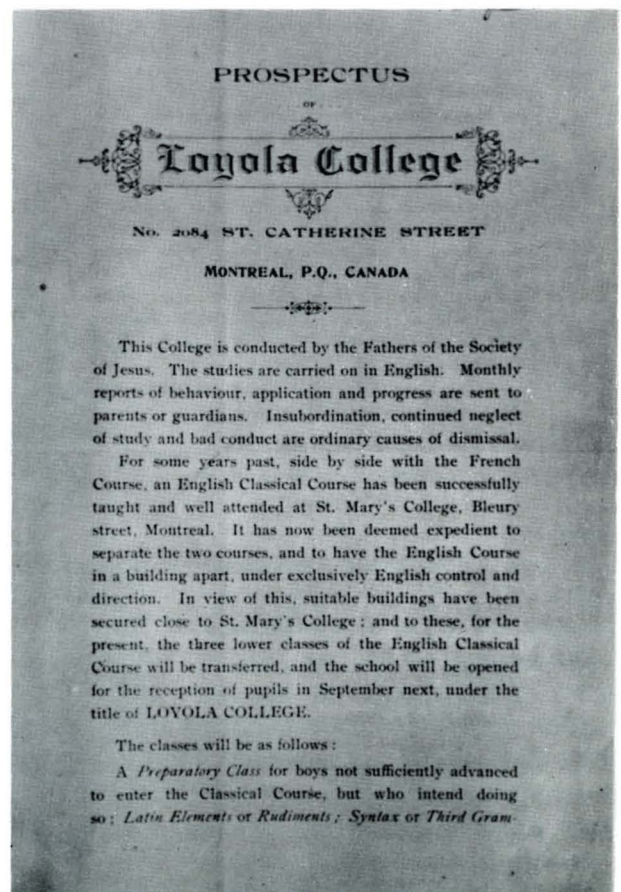 PROSPECTUS
OF
Loyola College
No. 2084 ST. CATHERINE STREET
MONTREAL, P.Q., CANADA
This College is conducted by the Fathers of the Society
of Jesus. The studies are carried on in English. Monthly
reports of behaviour, application and progress are sent to
parents or guardians. Insubordination, continued neglect
of study and bad conduct are ordinary causes of dismissal.
For some years past, side by side with the French
Course, an English Classical Course has been successfully
taught and well attended at St. Mary's College, Bleury
street, Montreal. It has now been deemed expedient to
separate the two courses, and to have the English Course
in a building apart, under exclusively English control and
direction. In view of this, suitable buildings have been
secured close to St. Mary's College; and to these, for the
present, the three lower classes of the English Classical
Course will be transferred, and the school will be opened
for the reception of pupils in September next, under the
title of LOYOLA COLLEGE.
The classes will be as follows:
A Preparatory Class for boys not sufficiently advanced
to enter the Classical Course, but who intend doing
so; Latin Elements or Rudiments; Syntax or Third Gram-